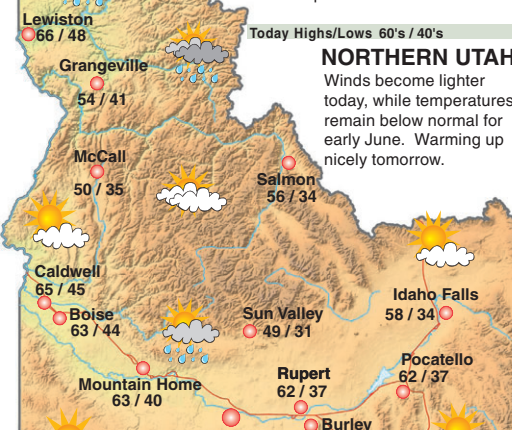 Lewiston
66 / 48
Today Highs/Lows 60's / 40's
NORTHERN UTAH
Winds become lighter
today, while temperatures
remain below normal for
early June. Warming up
nicely tomorrow.
Grangeville
54 / 41
McCall
50 / 35
Salmon
56 / 34
Caldwell
65 / 45
Boise
63 / 44
Sun Valley
49 / 31
Idaho Falls
58 / 34
Mountain Home
63 / 40
Rupert
62 / 37
Pocatello
62 / 37
Burley